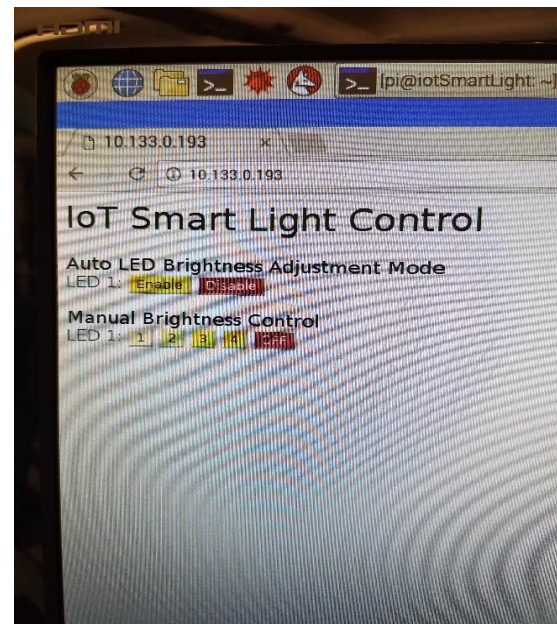 HDMI
[pi@iotSmartLight: ~]
10.133.0.193
10.133.0.193
IoT Smart Light Control
Auto LED Brightness Adjustment Mode
LED 1: Enable Disable
Manual Brightness Control
LED 1: 1 2 3 4 OFF